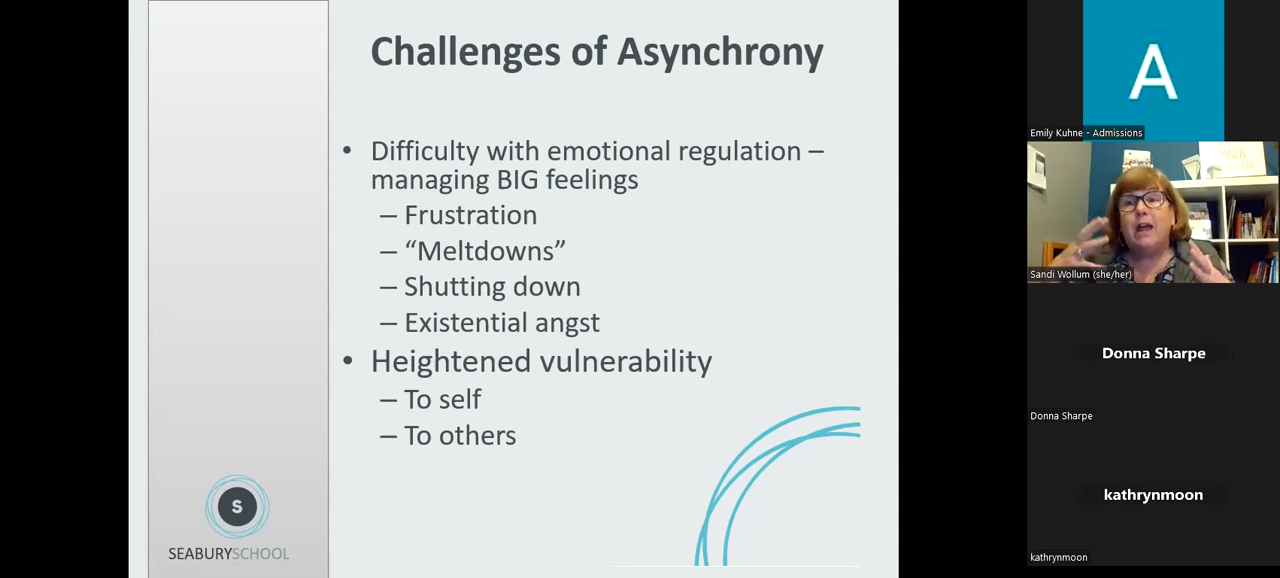 Challenges of Asynchrony
• Difficulty with emotional regulation –
managing BIG feelings
– Frustration
– “Meltdowns”
– Shutting down
– Existential angst
• Heightened vulnerability
– To self
– To others
S
SEABURYSCHOOL
A
Emily Kuhne - Admissions
Sandi Wollum (she/her)
Donna Sharpe
Donna Sharpe
kathrynmoon
kathrynmoon